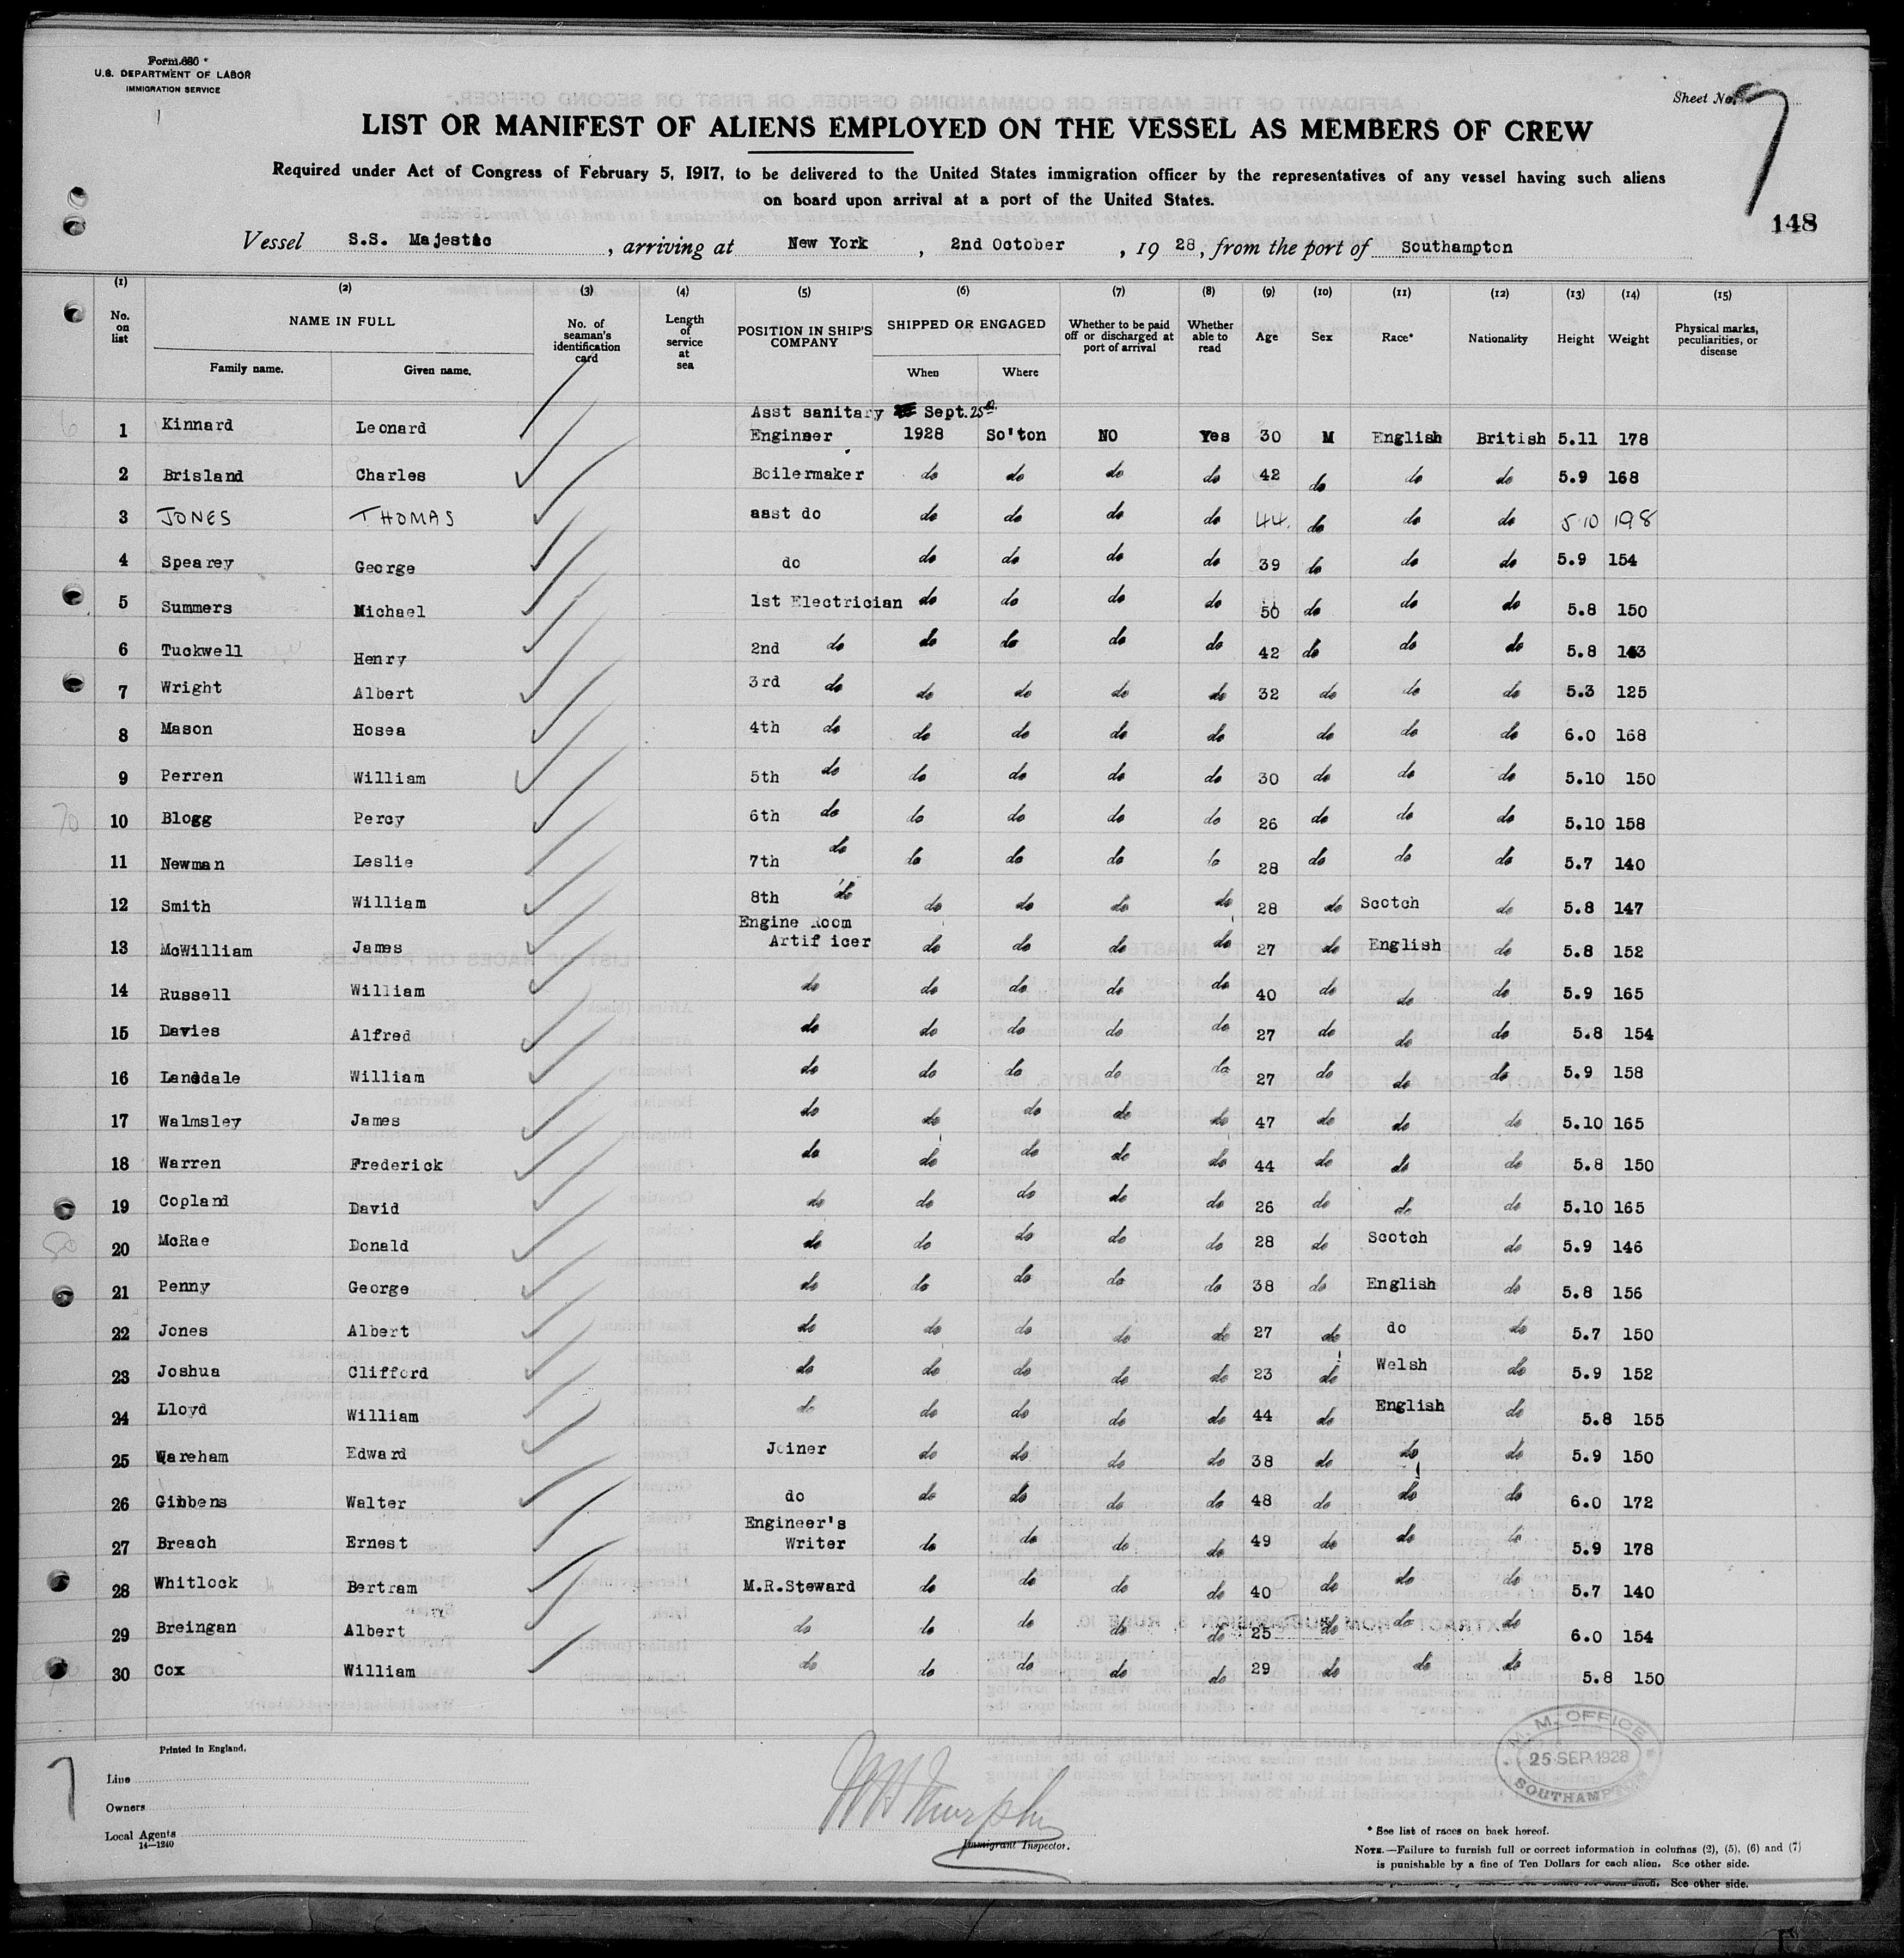 Form 680
U.S. DEPARTMENT OF LABOR
IMMIGRATION SERVICE
Sheet No. 7
LIST OR MANIFEST OF ALIENS EMPLOYED ON THE VESSEL AS MEMBERS OF CREW
Required under Act of Congress of February 5, 1917, to be delivered to the United States immigration officer by the representatives of any vessel having such aliens
on board upon arrival at a port of the United States.
148
Vessel S.S. Majestic, arriving at New York, 2nd October, 1928, from the port of Southampton
(1) (2) (3) (4) (5) (6) (7) (8) (9) (10) (11) (12) (13) (14) (15)
No. on list NAME IN FULL Family name. Given name. No. of seaman's identification card Length of service at sea POSITION IN SHIP'S COMPANY SHIPPED OR ENGAGED When Where Whether to be paid off or discharged at port of arrival Whether able to read Age Sex Race* Nationality Height Weight Physical marks, peculiarities, or disease
1 Kinnard Leonard Asst sanitary Engineer Sept. 25th 1928 So'ton NO Yes 30 M English British 5.11 178
2 Brisland Charles Boilermaker do do do do 42 do do do 5.9 168
3 JONES THOMAS asst do do do do do 44 do do do 5.10 198
4 Spearey George do do do do do 39 do do do 5.9 154
5 Summers Michael 1st Electrician do do do do 50 do do do 5.8 150
6 Tuckwell Henry 2nd do do do do do 42 do do do 5.8 143
7 Wright Albert 3rd do do do do do 32 do do do 5.3 125
8 Mason Hosea 4th do do do do do do do do 6.0 168
9 Perren William 5th do do do do do 30 do do do 5.10 150
10 Blogg Percy 6th do do do do do 26 do do do 5.10 158
11 Newman Leslie 7th do do do do do 28 do do do 5.7 140
12 Smith William 8th do do do do do 28 do Scotch do 5.8 147
13 McWilliam James Engine Room Artificer do do do do 27 do English do 5.8 152
14 Russell William do do do do do 40 do do do 5.9 165
15 Davies Alfred do do do do do 27 do do do 5.8 154
16 Lansdale William do do do do do 27 do do do 5.9 158
17 Walmsley James do do do do do 47 do do do 5.10 165
18 Warren Frederick do do do do do 44 do do do 5.8 150
19 Copland David do do do do do 26 do do do 5.10 165
20 McRae Donald do do do do do 28 do Scotch do 5.9 146
21 Penny George do do do do do 38 do English do 5.8 156
22 Jones Albert do do do do do 27 do do do 5.7 150
23 Joshua Clifford do do do do do 23 do Welsh do 5.9 152
24 Lloyd William do do do do do 44 do English do 5.8 155
25 Wareham Edward Joiner do do do do 38 do do do 5.9 150
26 Gibbens Walter do do do do do 48 do do do 6.0 172
27 Breach Ernest Engineer's Writer do do do do 49 do do do 5.9 178
28 Whitlock Bertram M.R.Steward do do do do 40 do do do 5.7 140
29 Breingan Albert do do do do do 25 do do do 6.0 154
30 Cox William do do do do do 29 do do do 5.8 150
Printed in England.
7
Line
Owners
Local Agents
14—1240
Immigrant Inspector.
M. M. OFFICE
25 SEP 1928
SOUTHAMPTON
* See list of races on back hereof.
NOTE.—Failure to furnish full or correct information in columns (2), (5), (6) and (7)
is punishable by a fine of Ten Dollars for each alien. See other side.
See other side.